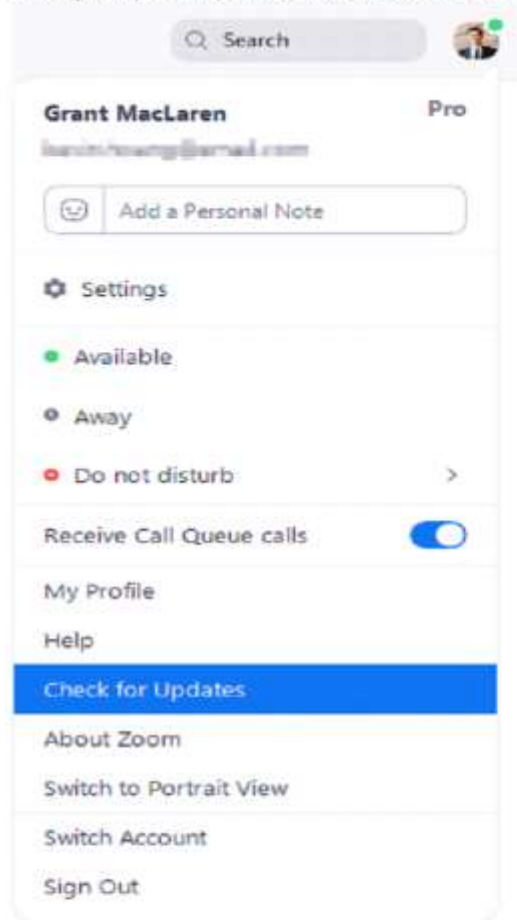 Search
Grant MacLaren Pro
Add a Personal Note
Settings
Available
Away
Do not disturb
Receive Call Queue calls
My Profile
Help
Check for Updates
About Zoom
Switch to Portrait View
Switch Account
Sign Out